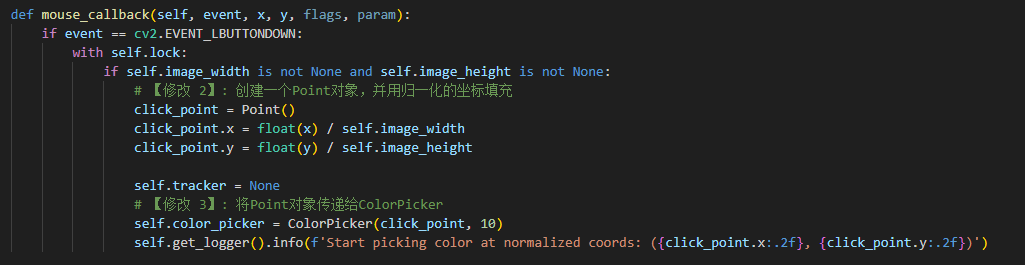 def mouse_callback(self, event, x, y, flags, param):
    if event == cv2.EVENT_LBUTTONDOWN:
        with self.lock:
            if self.image_width is not None and self.image_height is not None:
                # 【修改 2】: 创建一个Point对象，并用归一化的坐标填充
                click_point = Point()
                click_point.x = float(x) / self.image_width
                click_point.y = float(y) / self.image_height

                self.tracker = None
                # 【修改 3】: 将Point对象传递给ColorPicker
                self.color_picker = ColorPicker(click_point, 10)
                self.get_logger().info(f'Start picking color at normalized coords: ({click_point.x:.2f}, {click_point.y:.2f})')